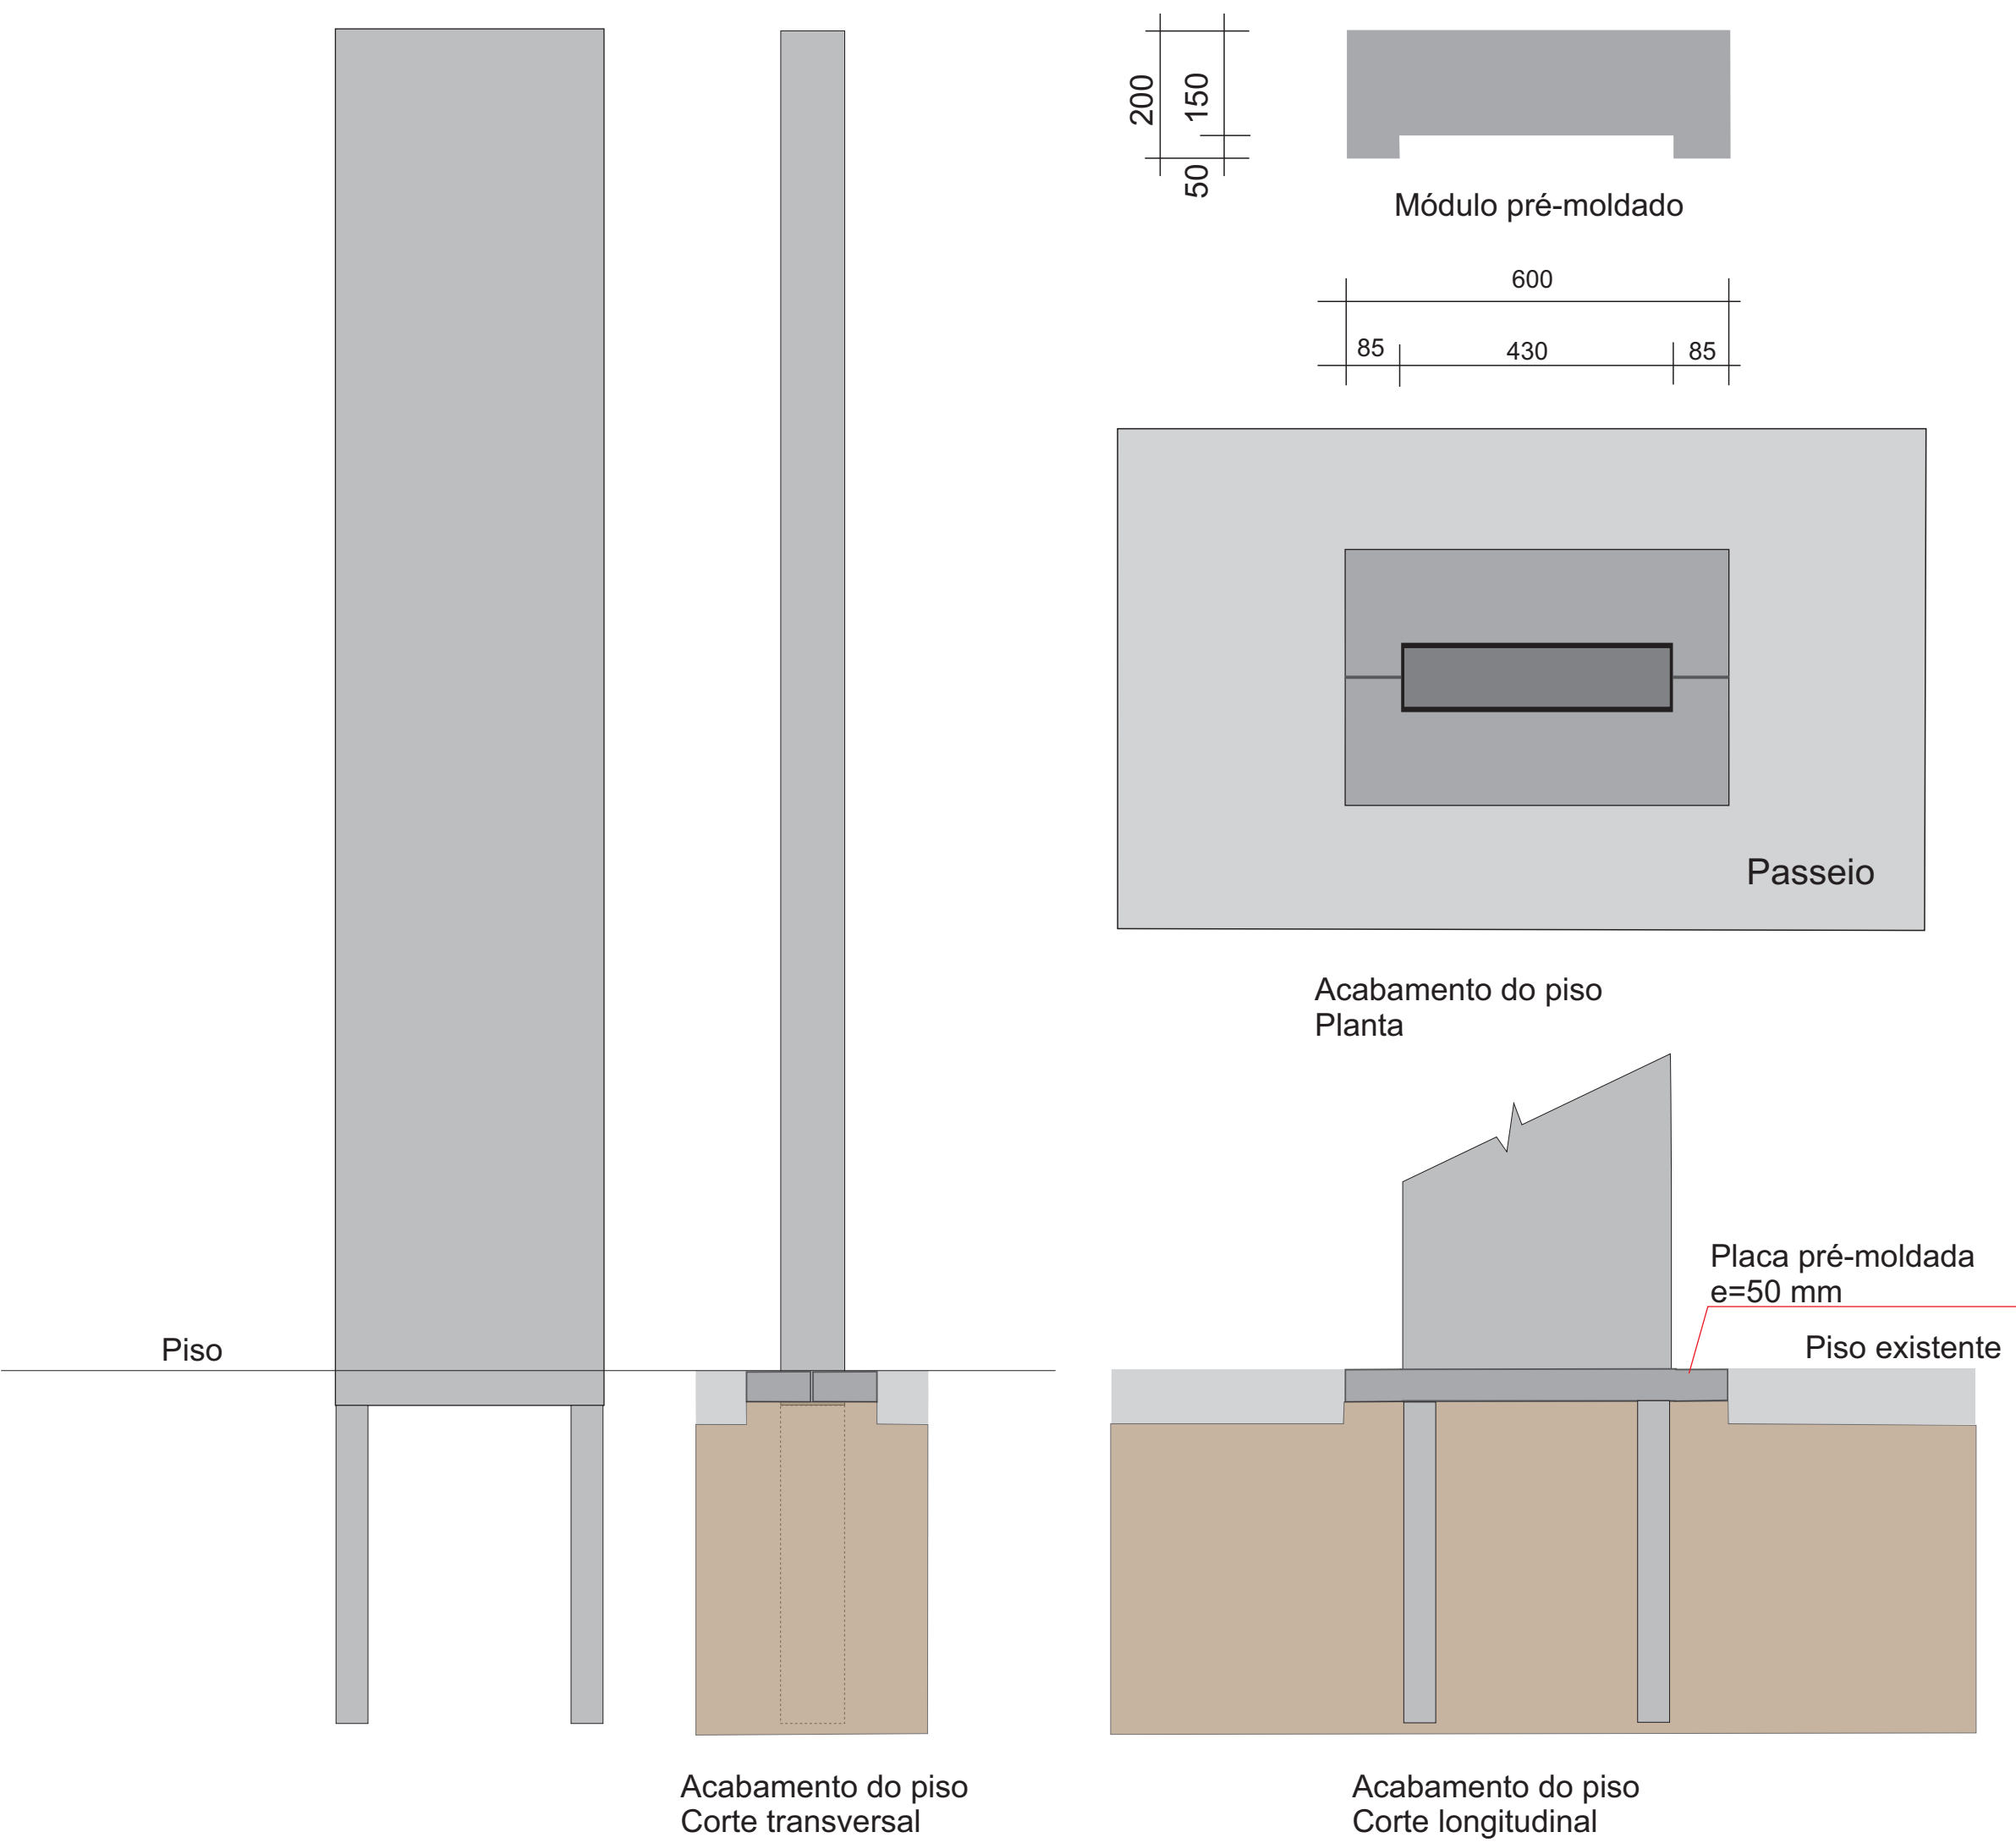 200
150
50
Módulo pré-moldado
600
85
430
85
Passeio
Acabamento do piso
Planta
Placa pré-moldada
e=50 mm
Piso
Piso existente
Acabamento do piso
Corte transversal
Acabamento do piso
Corte longitudinal